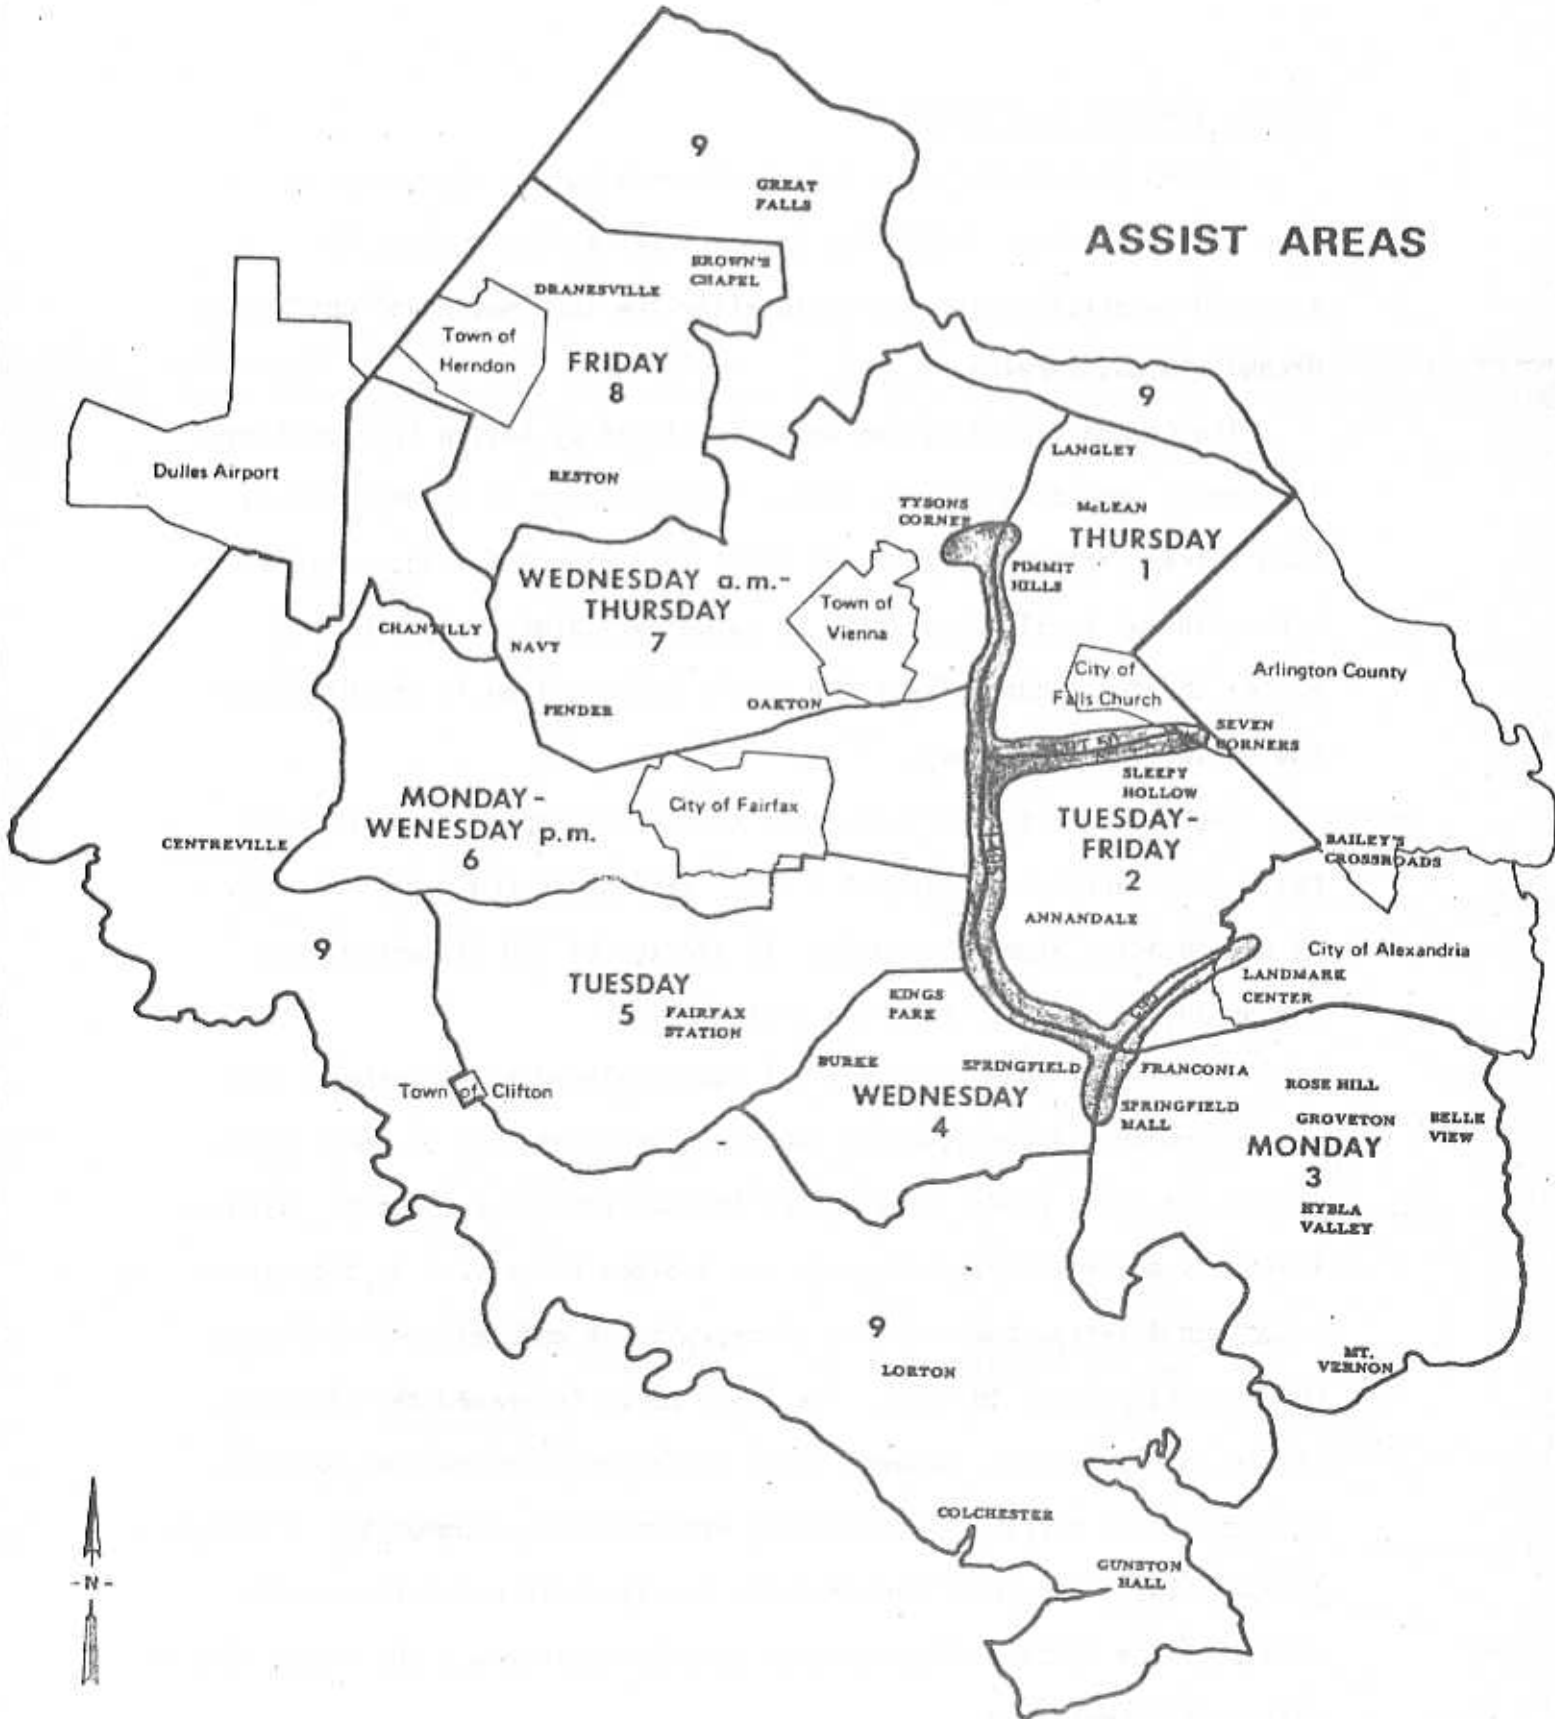 ASSIST AREAS
9
GREAT
FALLS
BROWN'S
CHAPEL
DRANESVILLE
Town of
Herndon
FRIDAY
8
9
Dulles Airport
RESTON
LANGLEY
TYSONS
CORNER
McLEAN
THURSDAY
1
PIMMIT
HILLS
WEDNESDAY a.m.-
THURSDAY
7
Town of
Vienna
CHANTILLY
NAVY
PENDER
OAKTON
City of
Falls Church
Arlington County
SEVEN
CORNERS
SLEEPY
HOLLOW
MONDAY-
WENESDAY p.m.
6
City of Fairfax
TUESDAY-
FRIDAY
2
CENTREVILLE
BAILEY'S
CROSSROADS
ANNANDALE
9
City of Alexandria
LANDMARK
CENTER
TUESDAY
5
FAIRFAX
STATION
KINGS
PARK
BURKE
SPRINGFIELD
FRANCONIA
ROSE HILL
Town of Clifton
WEDNESDAY
4
SPRINGFIELD
MALL
GROVETON
BELLE
VIEW
MONDAY
3
HYBLA
VALLEY
9
LORTON
MT.
VERNON
COLCHESTER
GUNSTON
HALL
-N-